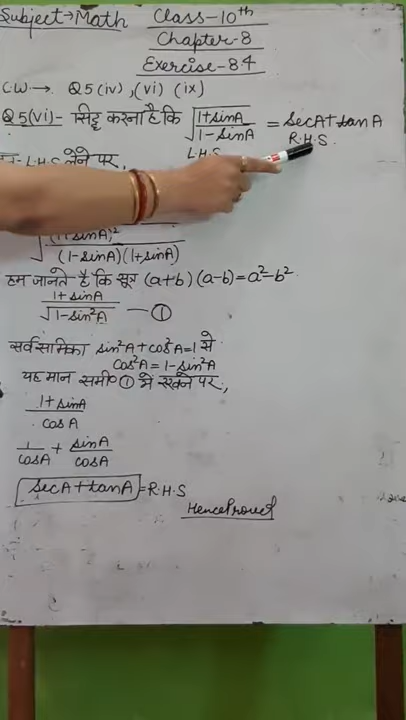 Subject→Math Class-10th
Chapter-8
Exercise-8.4
C.W→ Q5(iv), (vi) (ix)
Q5(vi)- सिद्ध करना है कि √(1+sinA)/(1-sinA) = secA+tanA
L.H.S R.H.S
L.H.S लेने पर,
√(1+sinA)²/(1-sinA)(1+sinA)
हम जानते है कि सूत्र (a+b)(a-b)=a²-b²
(1+sinA)/√(1-sin²A) — ①
सर्वसमिका sin²A+cos²A=1 से
cos²A=1-sin²A
यह मान समी० ① मे रखने पर,
(1+sinA)/cosA
1/cosA + sinA/cosA
secA+tanA = R.H.S
Hence Proved